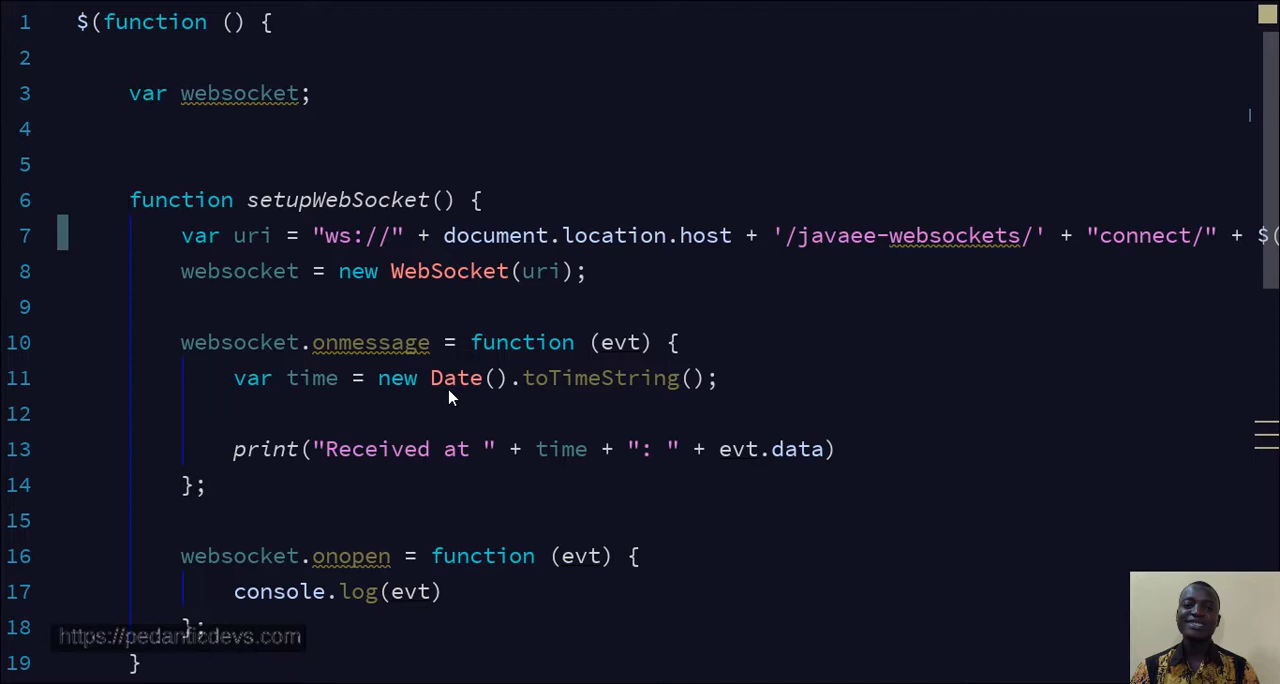 1 $(function () {
2
3 var websocket;
4
5
6 function setupWebSocket() {
7 var uri = "ws://" + document.location.host + '/javaee-websockets/' + "connect/" + $(
8 websocket = new WebSocket(uri);
9
10 websocket.onmessage = function (evt) {
11 var time = new Date().toTimeString();
12
13 print("Received at " + time + ": " + evt.data)
14 };
15
16 websocket.onopen = function (evt) {
17 console.log(evt)
18 };
https://pedanticdevs.com
19 }